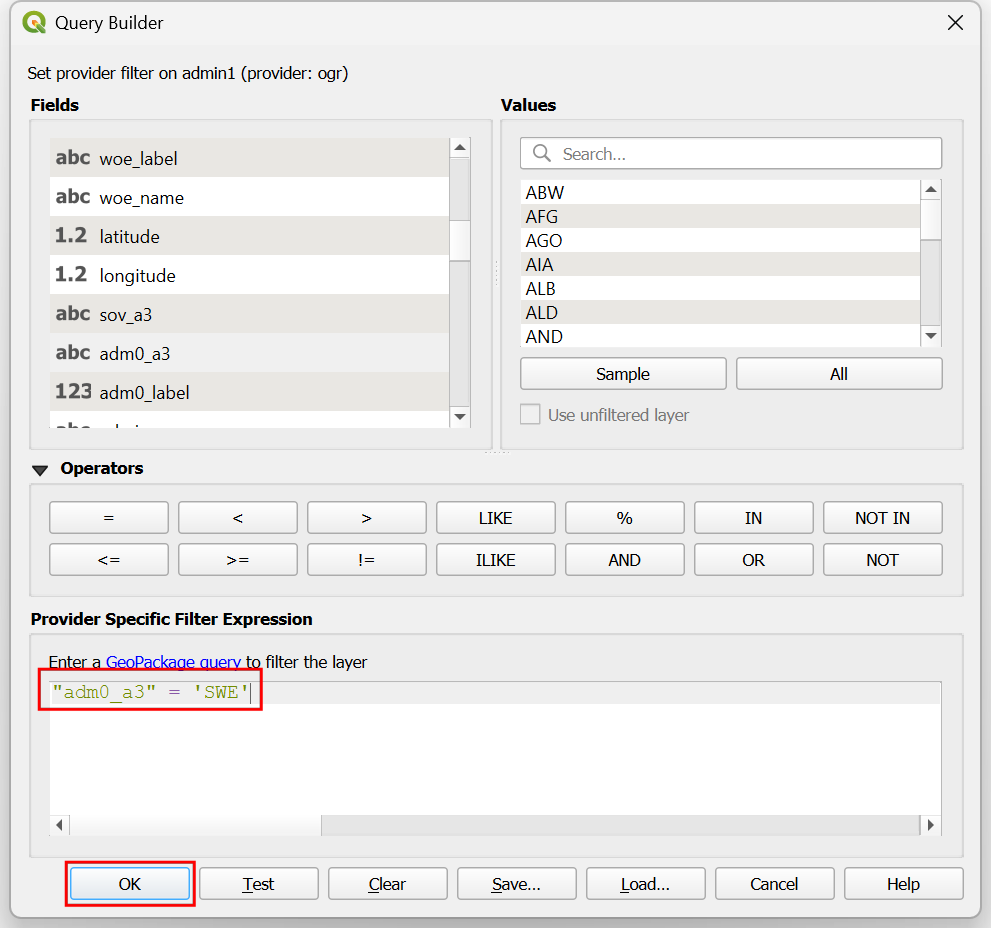 Query Builder
Set provider filter on admin1 (provider: ogr)
Fields
abc woe_label
abc woe_name
1.2 latitude
1.2 longitude
abc sov_a3
abc adm0_a3
123 adm0_label
Values
Search...
ABW
AFG
AGO
AIA
ALB
ALD
AND
Sample All
Use unfiltered layer
Operators
= < > LIKE % IN NOT IN
<= >= != ILIKE AND OR NOT
Provider Specific Filter Expression
Enter a GeoPackage query to filter the layer
"adm0_a3" = 'SWE'
OK Test Clear Save... Load... Cancel Help